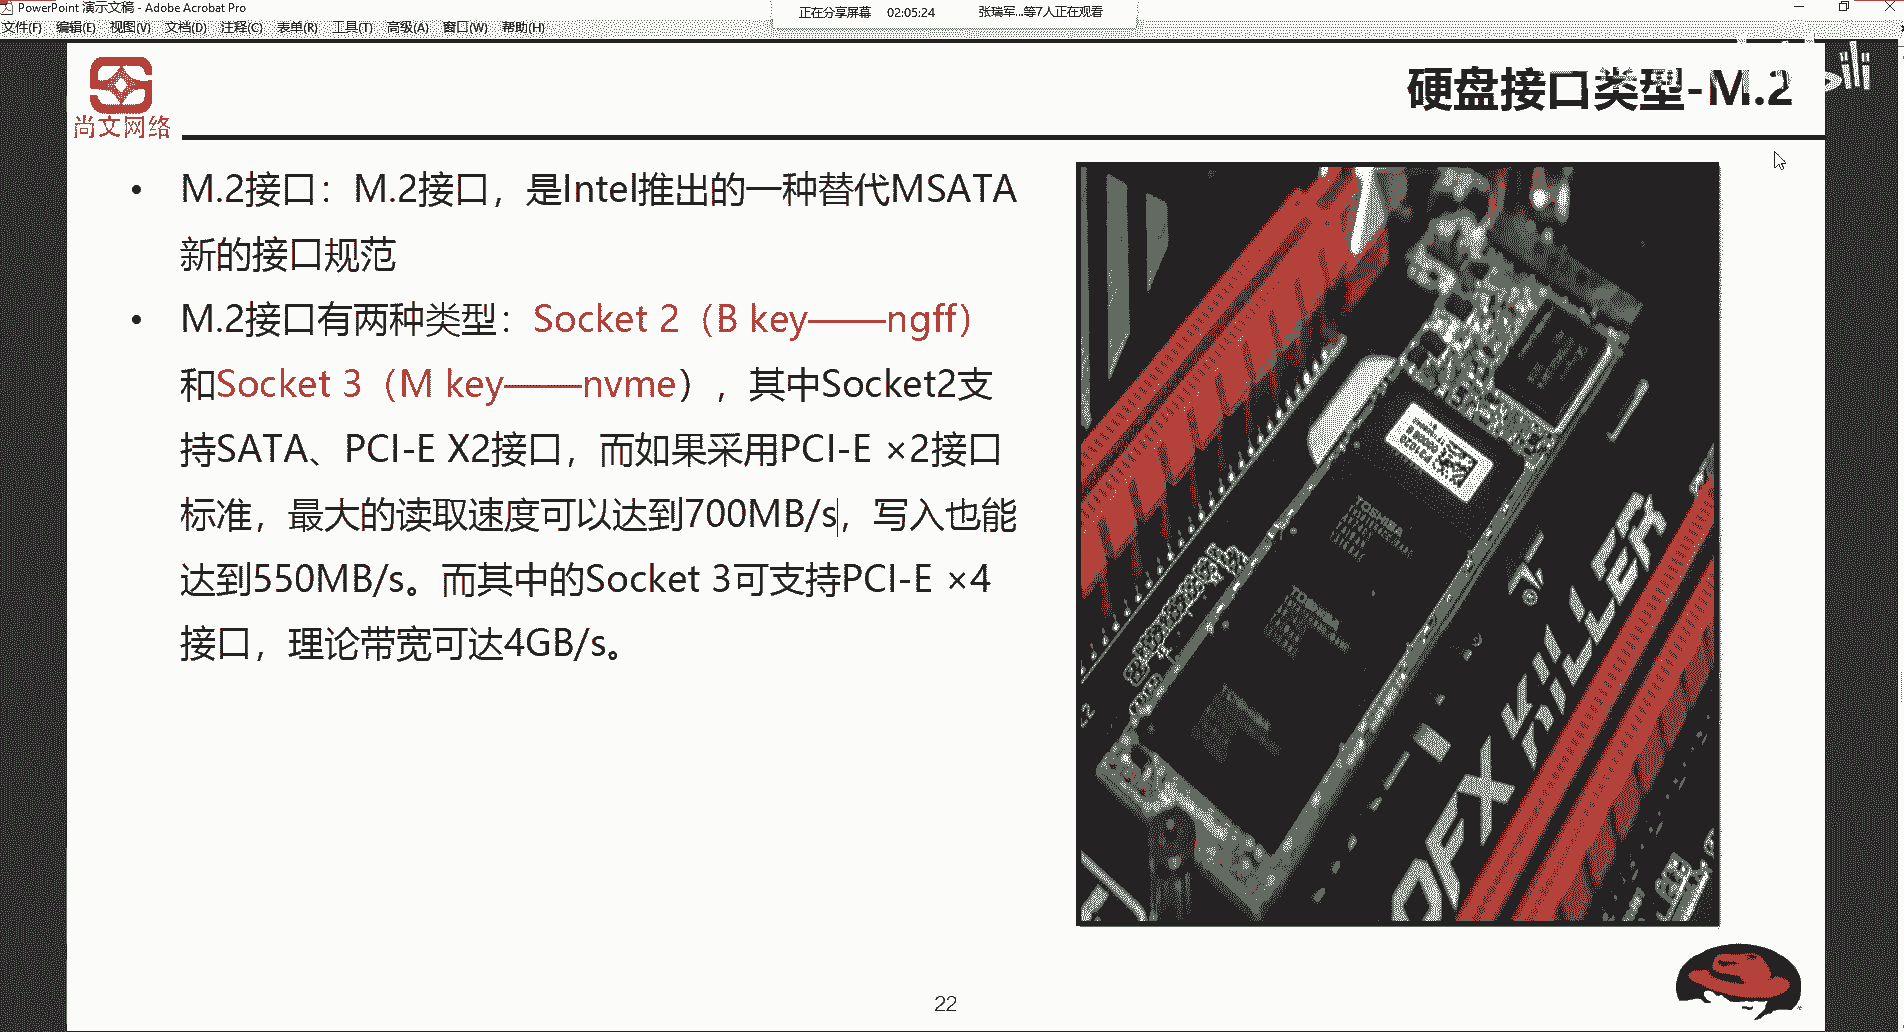 PowerPoint 演示文稿 - Adobe Acrobat Pro
正在分享屏幕 02:05:24 张瑞军...等7人正在观看
文件(F) 编辑(E) 视图(V) 文档(D) 注释(C) 表单(R) 工具(T) 高级(A) 窗口(W) 帮助(H)
尚文网络
硬盘接口类型-M.2
• M.2接口：M.2接口，是Intel推出的一种替代MSATA
新的接口规范
• M.2接口有两种类型：Socket 2（B key——ngff）
和Socket 3（M key——nvme），其中Socket2支
持SATA、PCI-E X2接口，而如果采用PCI-E ×2接口
标准，最大的读取速度可以达到700MB/s，写入也能
达到550MB/s。而其中的Socket 3可支持PCI-E ×4
接口，理论带宽可达4GB/s。
TOSHIBA
TOSHIBA
KILLER
22